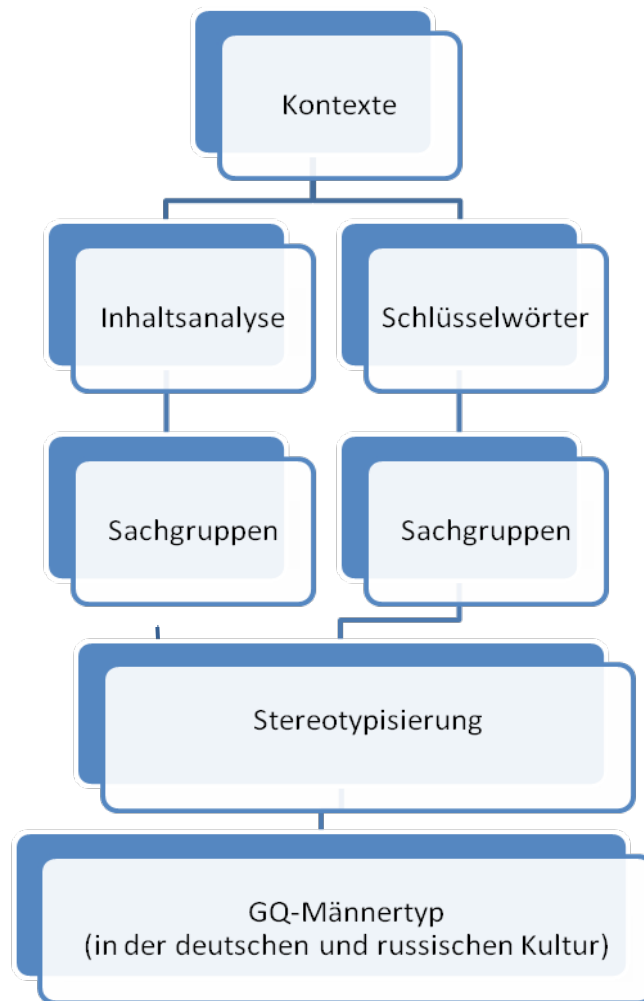 Kontexte
Inhaltsanalyse
Schlüsselwörter
Sachgruppen
Sachgruppen
Stereotypisierung
GQ-Männertyp
(in der deutschen und russischen Kultur)